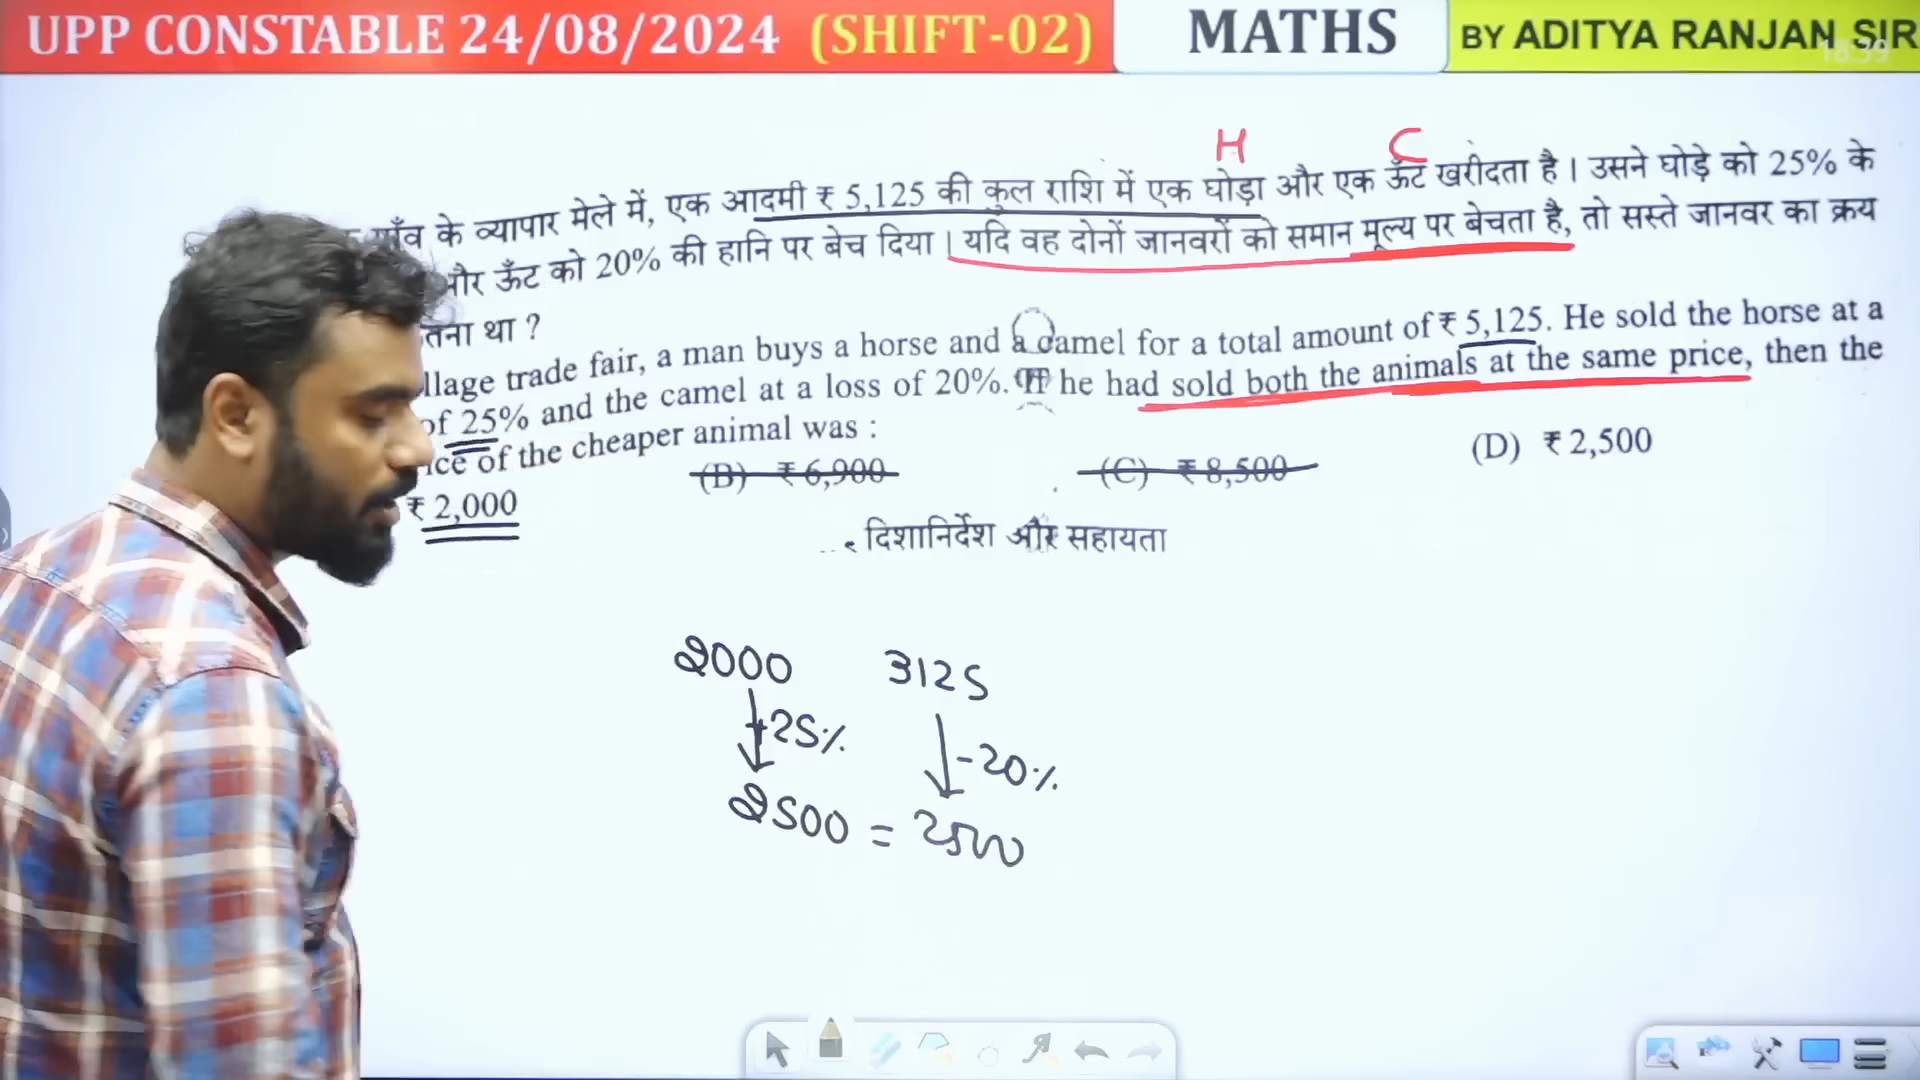 UPP CONSTABLE 24/08/2024 (SHIFT-02) MATHS BY ADITYA RANJAN SIR
18:39
H C
गाँव के व्यापार मेले में, एक आदमी ₹ 5,125 की कुल राशि में एक घोड़ा और एक ऊँट खरीदता है। उसने घोड़े को 25% के
और ऊँट को 20% की हानि पर बेच दिया। यदि वह दोनों जानवरों को समान मूल्य पर बेचता है, तो सस्ते जानवर का क्रय
तना था ?
llage trade fair, a man buys a horse and a camel for a total amount of ₹ 5,125. He sold the horse at a
of 25% and the camel at a loss of 20%. If he had sold both the animals at the same price, then the
ice of the cheaper animal was :
₹ 2,000 (B) ₹ 6,900 (C) ₹ 8,500 (D) ₹ 2,500
दिशानिर्देश और सहायता
2000 3125
+25% -20%
2500 = 2500